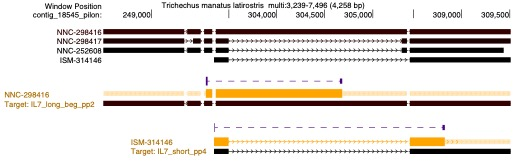 Window Position Trichechus manatus latirostris multi:3,239-7,496 (4,258 bp)
contig_18545_pilon: 249,000| 304,000| 304,500| 305,000| 309,000| 309,500|
NNC-298416
NNC-298417
NNC-252608
ISM-314146
NNC-298416
Target: IL7_long_beg_pp2
ISM-314146
Target: IL7_short_pp4